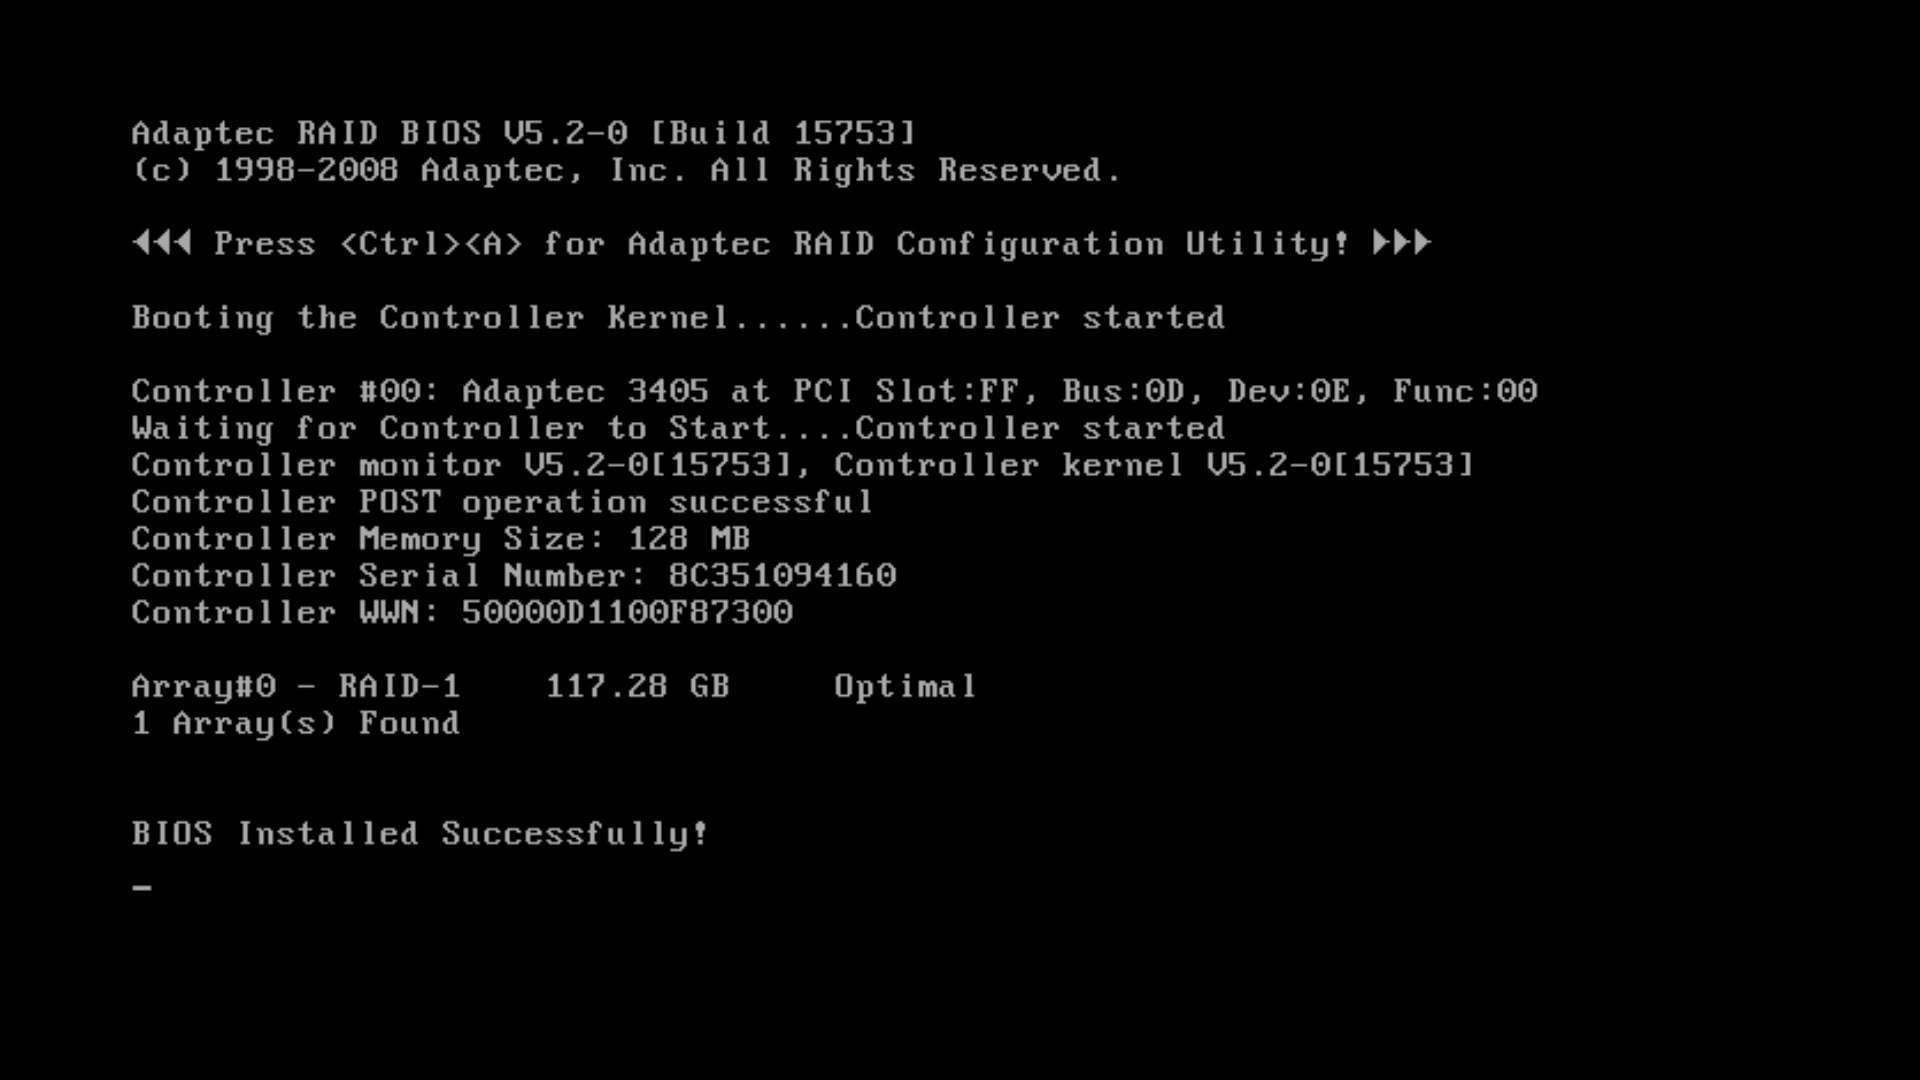 Adaptec RAID BIOS V5.2-0 [Build 15753]
(c) 1998-2008 Adaptec, Inc. All Rights Reserved.
◄◄◄ Press <Ctrl><A> for Adaptec RAID Configuration Utility! ►►►
Booting the Controller Kernel......Controller started
Controller #00: Adaptec 3405 at PCI Slot:FF, Bus:0D, Dev:0E, Func:00
Waiting for Controller to Start....Controller started
Controller monitor V5.2-0[15753], Controller kernel V5.2-0[15753]
Controller POST operation successful
Controller Memory Size: 128 MB
Controller Serial Number: 8C351094160
Controller WWN: 50000D1100F87300
Array#0 - RAID-1    117.28 GB     Optimal
1 Array(s) Found
BIOS Installed Successfully!
_